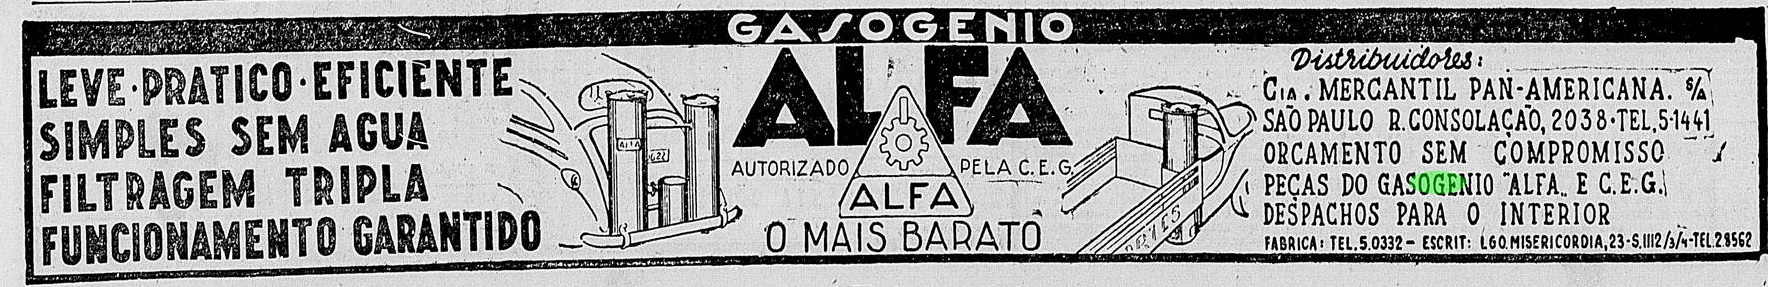 GASOGENIO
LEVE·PRATICO·EFICIENTE
SIMPLES SEM AGUA
FILTRAGEM TRIPLA
FUNCIONAMENTO GARANTIDO
ALFA
AUTORIZADO PELA C.E.G.
ALFA
O MAIS BARATO
ALFA
Distribuidores:
Cia. MERCANTIL PAN-AMERICANA. S/A
SÃO PAULO R. CONSOLAÇÃO, 2038·TEL.5-1441
ORCAMENTO SEM COMPROMISSO
PEÇAS DO GASOGENIO "ALFA" E C.E.G.
DESPACHOS PARA O INTERIOR
FABRICA: TEL. 5.0332 - ESCRIT: LGO. MISERICORDIA, 23-S, 1112/3/4-TEL. 2.8562